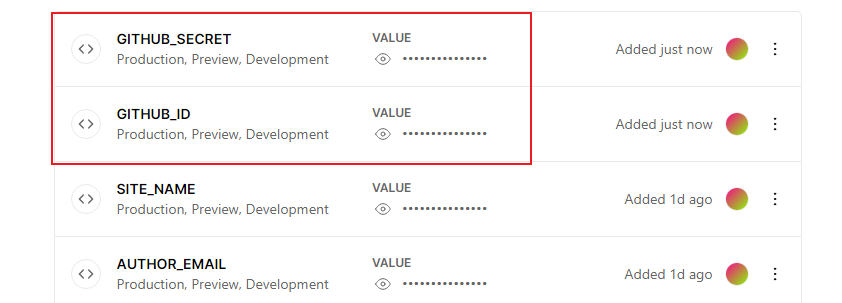 GITHUB_SECRET
Production, Preview, Development
VALUE
•••••••••••••••
Added just now
GITHUB_ID
Production, Preview, Development
VALUE
•••••••••••••••
Added just now
SITE_NAME
Production, Preview, Development
VALUE
•••••••••••••••
Added 1d ago
AUTHOR_EMAIL
Production, Preview, Development
VALUE
•••••••••••••••
Added 1d ago